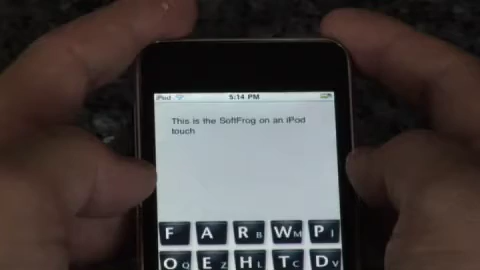 iPod 5:14 PM
This is the SoftFrog on an iPod
touch
F A R B W M P I
O Q E Z H L T C D V